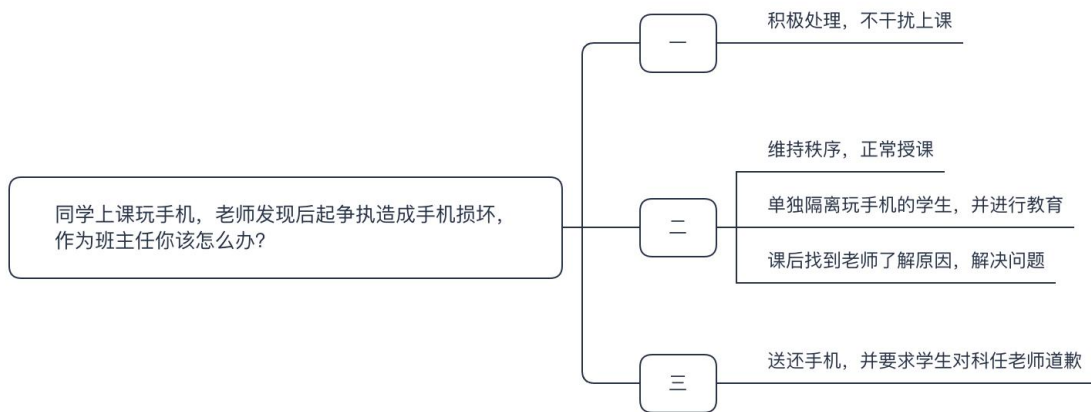 同学上课玩手机，老师发现后起争执造成手机损坏，
作为班主任你该怎么办？
一
积极处理，不干扰上课
二
维持秩序，正常授课
单独隔离玩手机的学生，并进行教育
课后找到老师了解原因，解决问题
三
送还手机，并要求学生对科任老师道歉